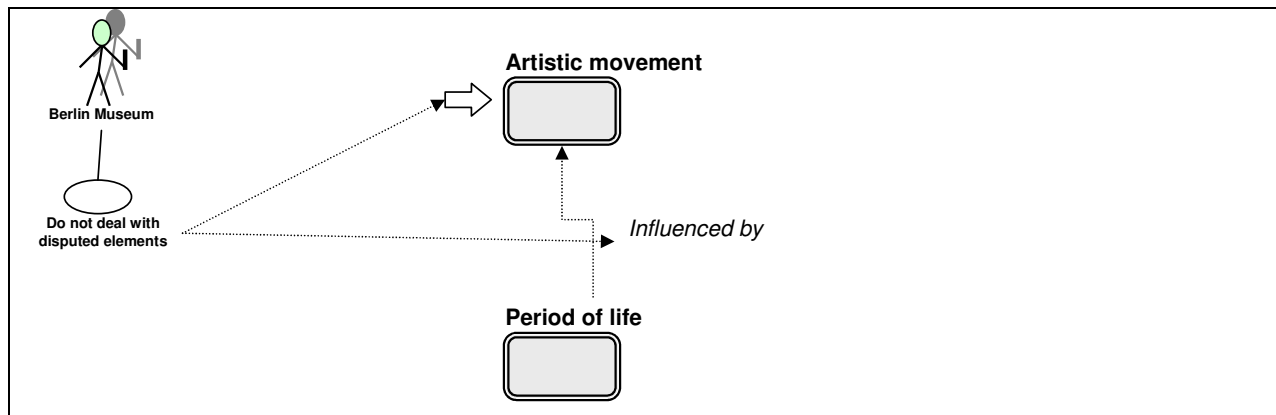 Artistic movement
Berlin Museum
Do not deal with
disputed elements
Influenced by
Period of life